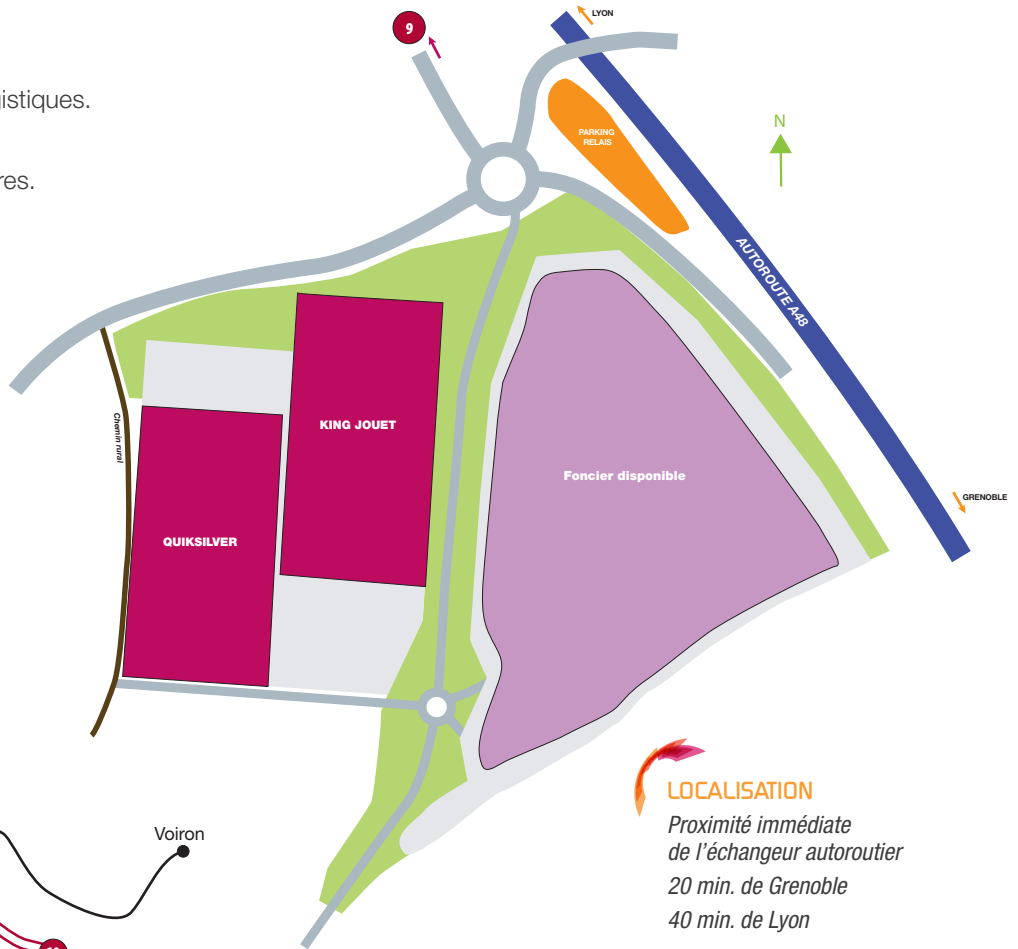 LYON
9
gistiques.
PARKING
RELAIS
N
res.
AUTOROUTE A48
KING JOUET
Chemin rural
Foncier disponible
GRENOBLE
QUIKSILVER
LOCALISATION
Proximité immédiate
de l’échangeur autoroutier
20 min. de Grenoble
40 min. de Lyon
Voiron